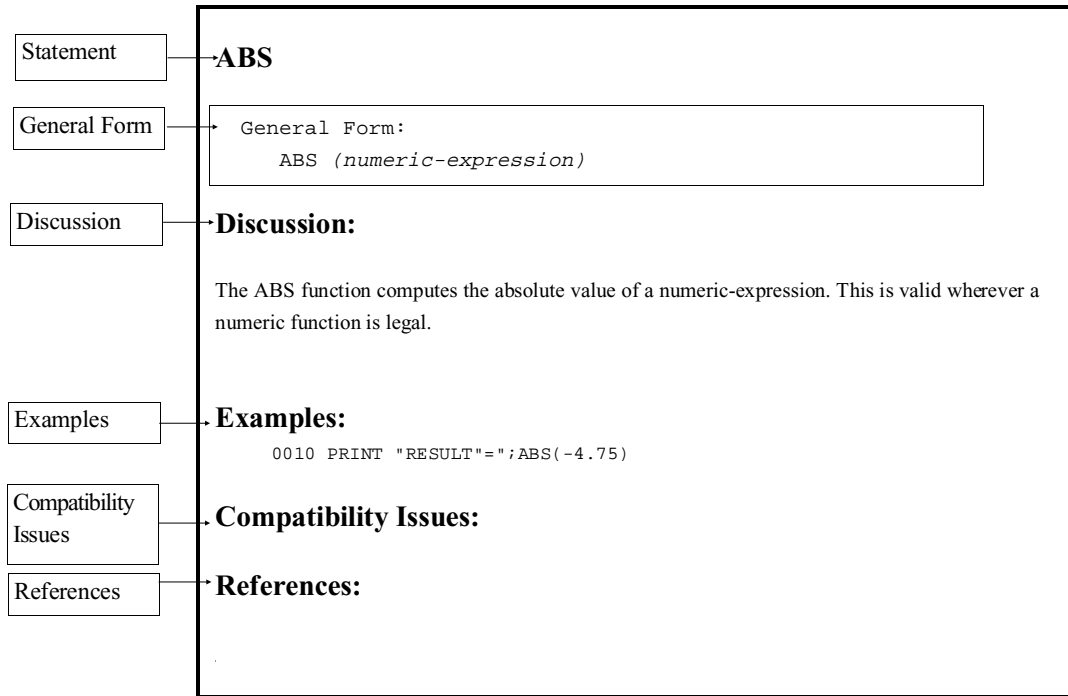 Statement
ABS
General Form
General Form:
ABS (numeric-expression)
Discussion
Discussion:
The ABS function computes the absolute value of a numeric-expression. This is valid wherever a
numeric function is legal.
Examples
Examples:
0010 PRINT "RESULT"=";ABS(-4.75)
Compatibility
Issues
Compatibility Issues:
References
References: